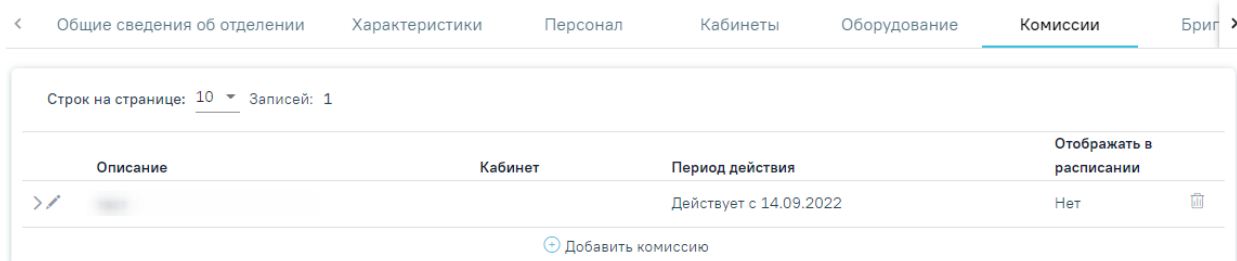 Общие сведения об отделении Характеристики Персонал Кабинеты Оборудование Комиссии Бриг
Строк на странице: 10 Записей: 1
Описание Кабинет Период действия Отображать в расписании
Действует с 14.09.2022 Нет
Добавить комиссию